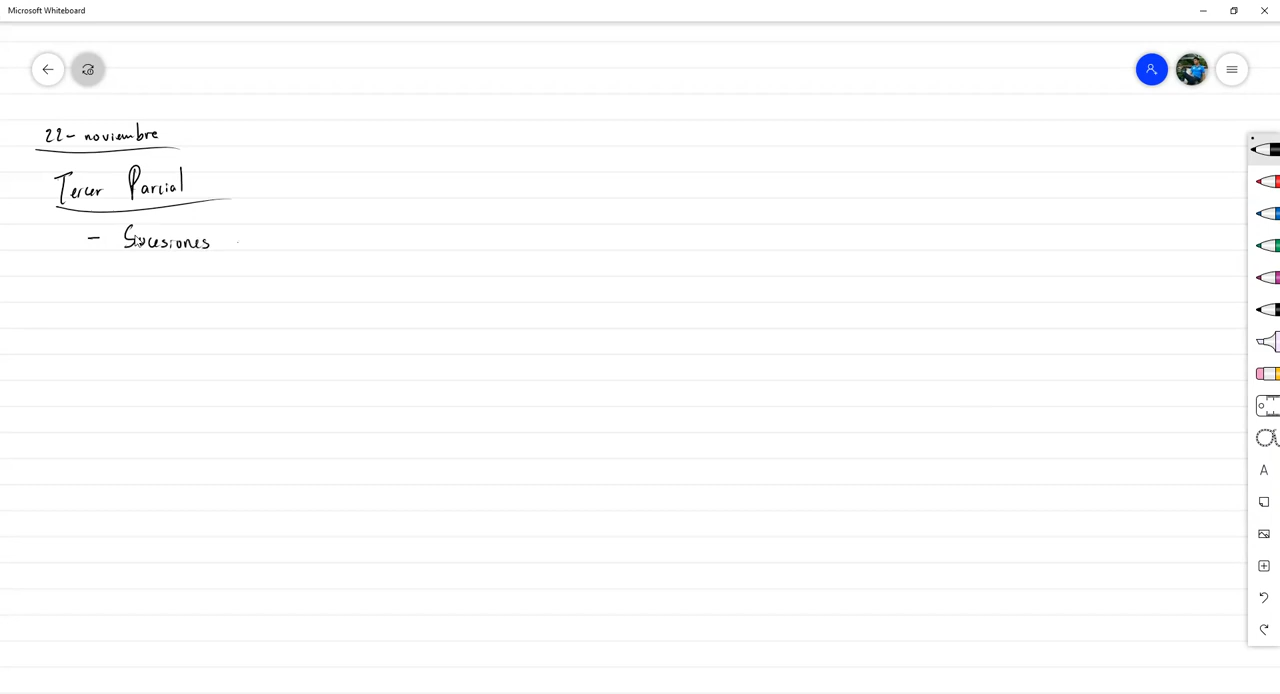 Microsoft Whiteboard
22- noviembre
Tercer Parcial
- Sucesiones
A